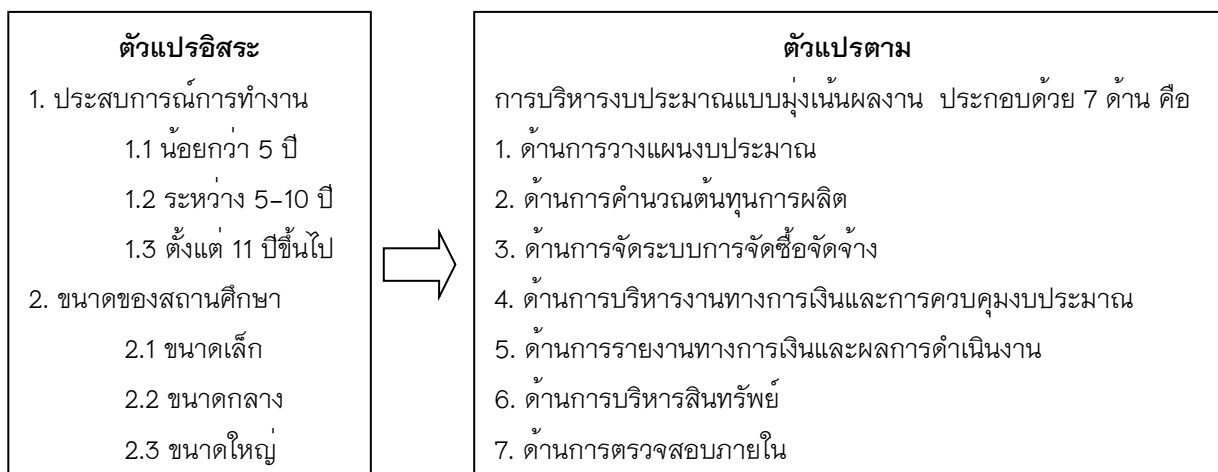 ตัวแปรอิสระ
1. ประสบการณ์การทำงาน
1.1 น้อยกว่า 5 ปี
1.2 ระหว่าง 5–10 ปี
1.3 ตั้งแต่ 11 ปีขึ้นไป
2. ขนาดของสถานศึกษา
2.1 ขนาดเล็ก
2.2 ขนาดกลาง
2.3 ขนาดใหญ่
ตัวแปรตาม
การบริหารงบประมาณแบบมุ่งเน้นผลงาน ประกอบด้วย 7 ด้าน คือ
1. ด้านการวางแผนงบประมาณ
2. ด้านการคำนวณต้นทุนการผลิต
3. ด้านการจัดระบบการจัดซื้อจัดจ้าง
4. ด้านการบริหารงานทางการเงินและการควบคุมงบประมาณ
5. ด้านการรายงานทางการเงินและผลการดำเนินงาน
6. ด้านการบริหารสินทรัพย์
7. ด้านการตรวจสอบภายใน